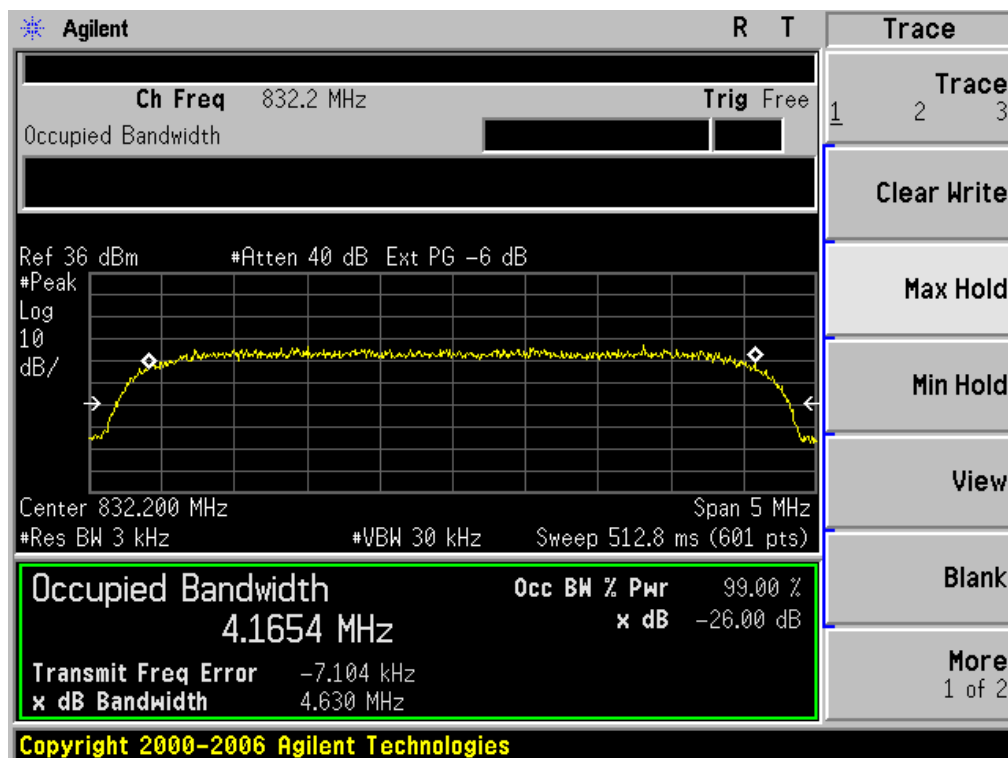 Agilent R T
Ch Freq 832.2 MHz Trig Free
Occupied Bandwidth
Ref 36 dBm #Atten 40 dB Ext PG -6 dB
#Peak
Log
10
dB/
Center 832.200 MHz Span 5 MHz
#Res BW 3 kHz #VBW 30 kHz Sweep 512.8 ms (601 pts)
Occupied Bandwidth Occ BW % Pwr 99.00 %
4.1654 MHz x dB -26.00 dB
Transmit Freq Error -7.104 kHz
x dB Bandwidth 4.630 MHz
Copyright 2000-2006 Agilent Technologies
Trace
Trace
1 2 3
Clear Write
Max Hold
Min Hold
View
Blank
More
1 of 2